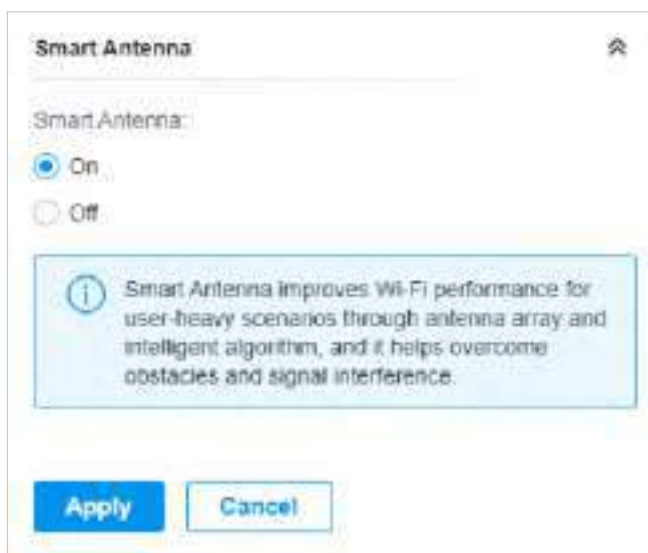 Smart Antenna
Smart Antenna:
On
Off
Smart Antenna improves Wi-Fi performance for
user-heavy scenarios through antenna array and
intelligent algorithm, and it helps overcome
obstacles and signal interference.
Apply
Cancel